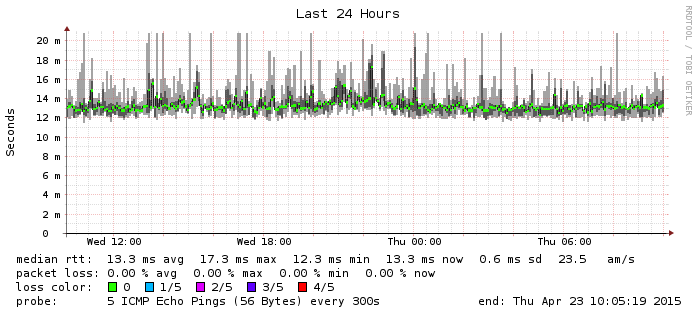 Last 24 Hours
RRDTOOL / TOBI OETIKER
Seconds
20 m
18 m
16 m
14 m
12 m
10 m
8 m
6 m
4 m
2 m
0
Wed 12:00 Wed 18:00 Thu 00:00 Thu 06:00
median rtt: 13.3 ms avg 17.3 ms max 12.3 ms min 13.3 ms now 0.6 ms sd 23.5 am/s
packet loss: 0.00 % avg 0.00 % max 0.00 % min 0.00 % now
loss color: 0 1/5 2/5 3/5 4/5
probe: 5 ICMP Echo Pings (56 Bytes) every 300s end: Thu Apr 23 10:05:19 2015